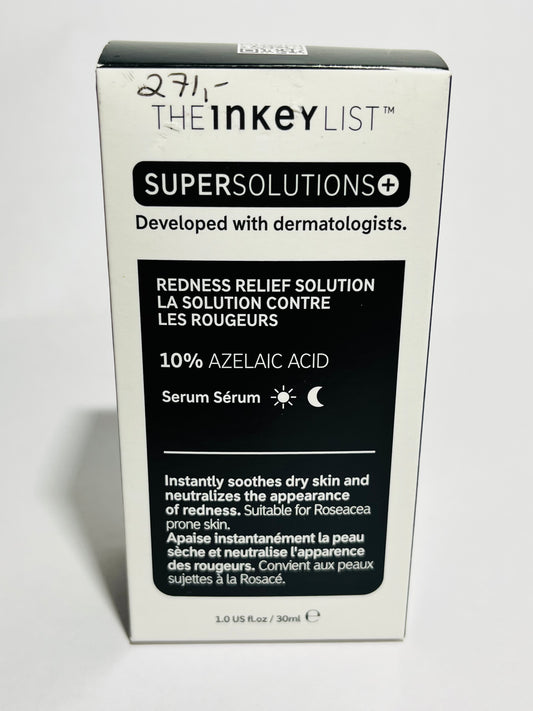 271,-
THE INKEY LIST™
SUPERSOLUTIONS+
Developed with dermatologists.
REDNESS RELIEF SOLUTION
LA SOLUTION CONTRE
LES ROUGEURS
10% AZELAIC ACID
Serum Sérum
Instantly soothes dry skin and
neutralizes the appearance
of redness. Suitable for Roseacea
prone skin.
Apaise instantanément la peau
sèche et neutralise l'apparence
des rougeurs. Convient aux peaux
sujettes à la Rosacé.
1.0 US fl.oz / 30ml ℮